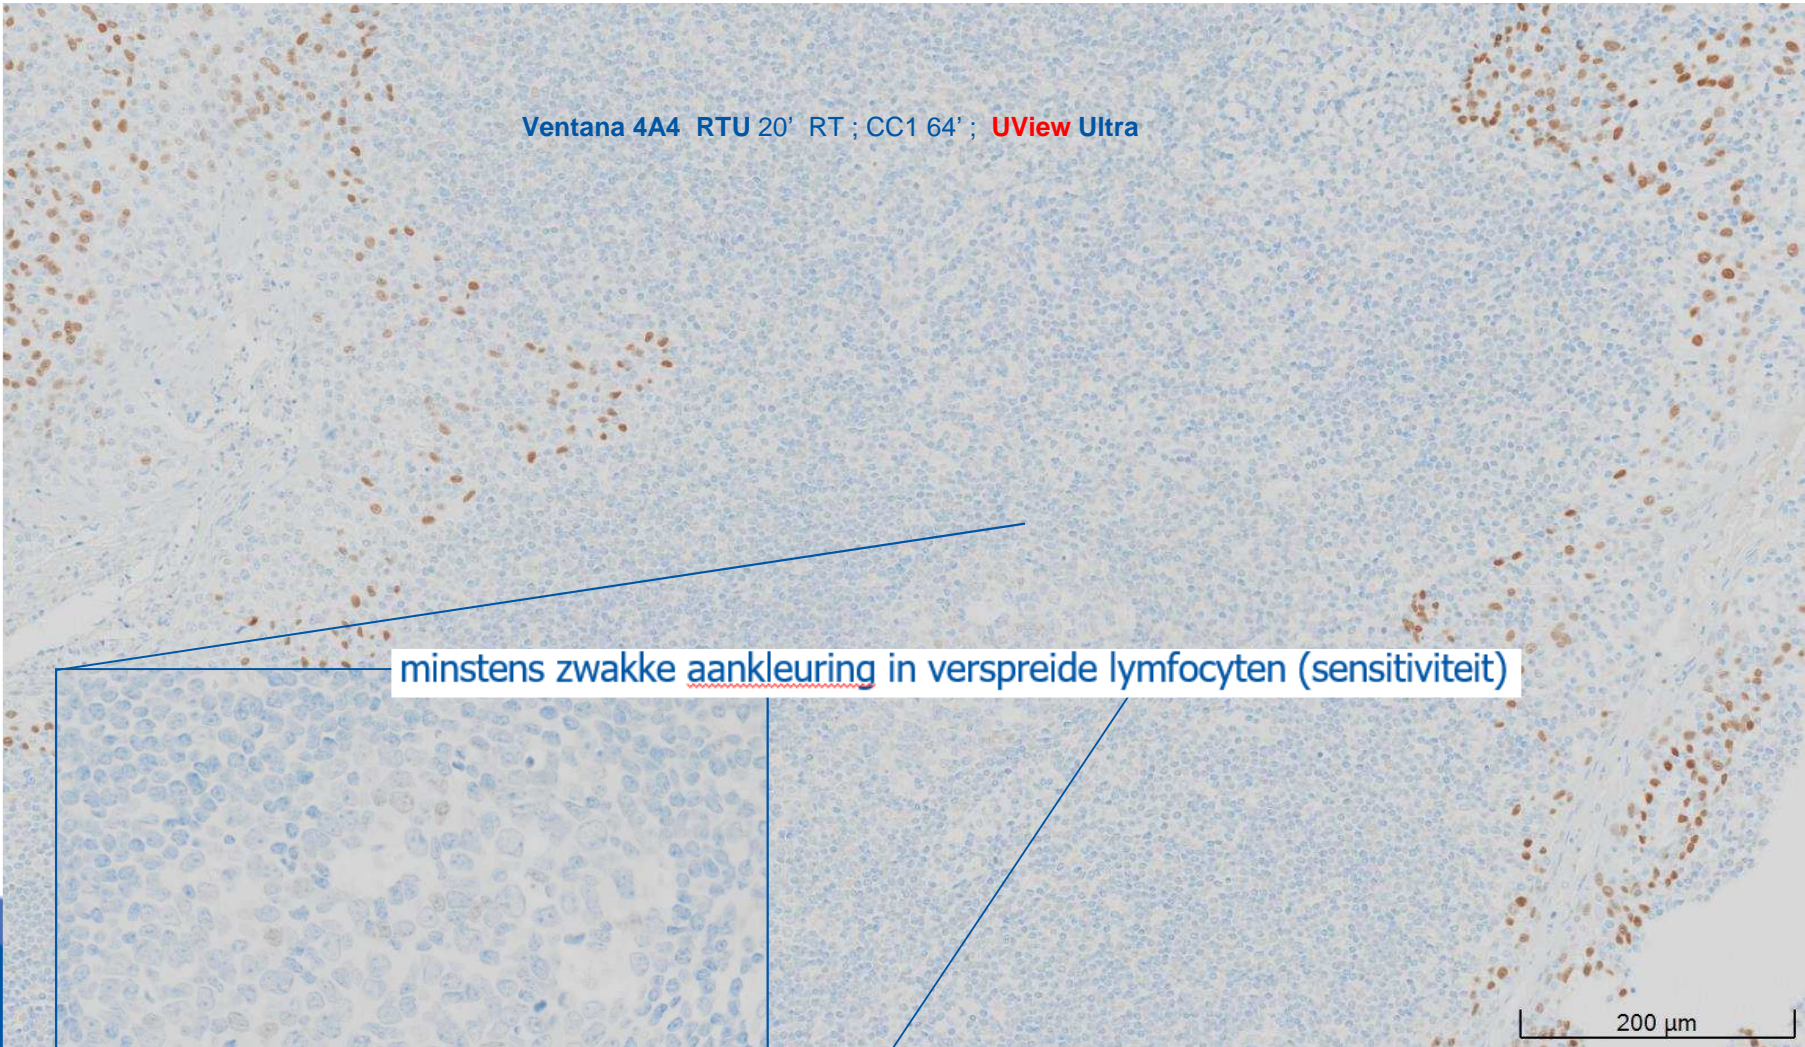 Ventana 4A4 RTU 20’ RT ; CC1 64’ ; UView Ultra
minstens zwakke aankleuring in verspreide lymfocyten (sensitiviteit)
200 µm